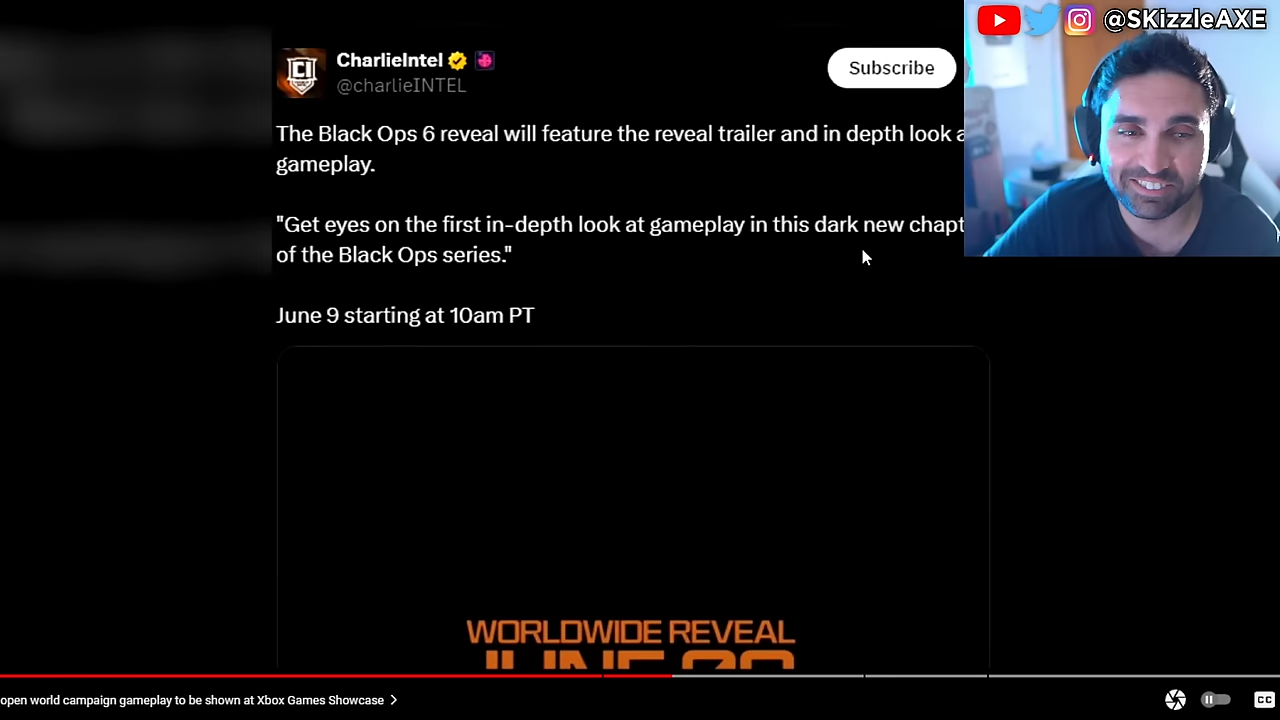 @SKizzleAXE
CharlieIntel
@charlieINTEL
Subscribe
The Black Ops 6 reveal will feature the reveal trailer and in depth look
gameplay.
"Get eyes on the first in-depth look at gameplay in this dark new chapt
of the Black Ops series."
June 9 starting at 10am PT
WORLDWIDE REVEAL
JUNE 09
open world campaign gameplay to be shown at Xbox Games Showcase
CC